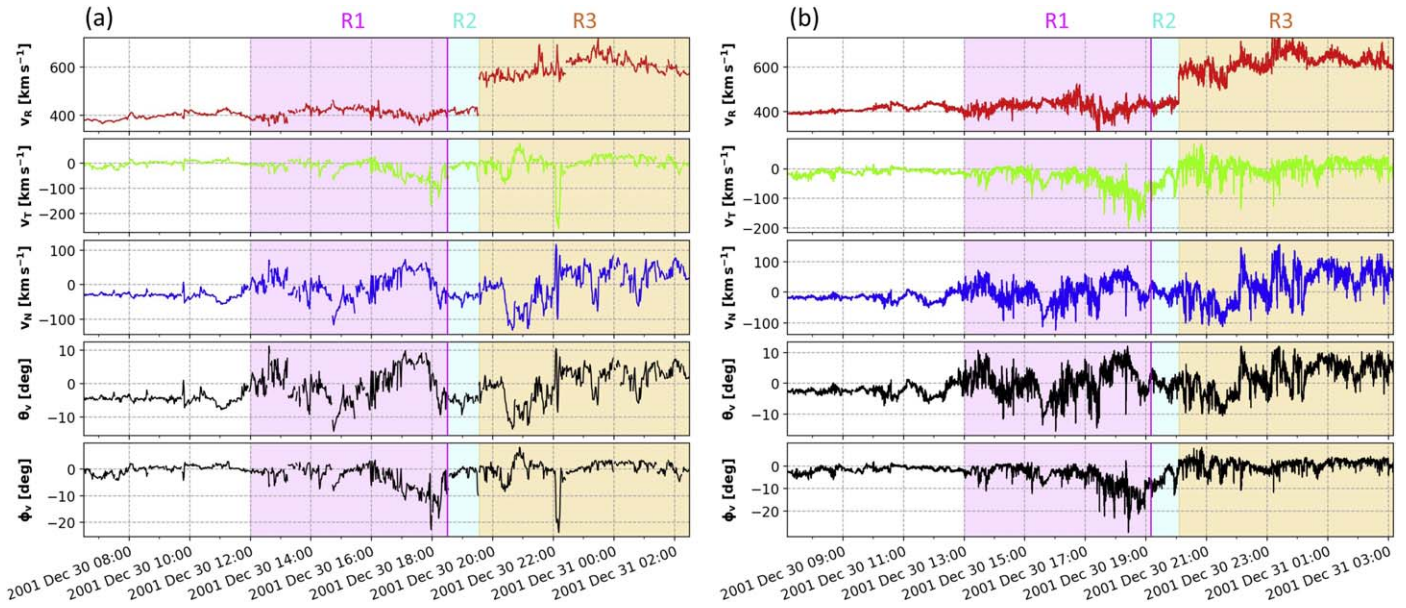 (a) R1 R2 R3
600
400
v_R [km s⁻¹]
0
−100
−200
v_T [km s⁻¹]
100
0
−100
v_N [km s⁻¹]
10
0
−10
θ_v [deg]
0
−10
−20
ϕ_v [deg]
2001 Dec 30 08:00
2001 Dec 30 10:00
2001 Dec 30 12:00
2001 Dec 30 14:00
2001 Dec 30 16:00
2001 Dec 30 18:00
2001 Dec 30 20:00
2001 Dec 30 22:00
2001 Dec 31 00:00
2001 Dec 31 02:00
(b) R1 R2 R3
600
400
v_R [km s⁻¹]
0
−100
−200
v_T [km s⁻¹]
100
0
−100
v_N [km s⁻¹]
10
0
−10
θ_v [deg]
0
−10
−20
ϕ_v [deg]
2001 Dec 30 09:00
2001 Dec 30 11:00
2001 Dec 30 13:00
2001 Dec 30 15:00
2001 Dec 30 17:00
2001 Dec 30 19:00
2001 Dec 30 21:00
2001 Dec 30 23:00
2001 Dec 31 01:00
2001 Dec 31 03:00